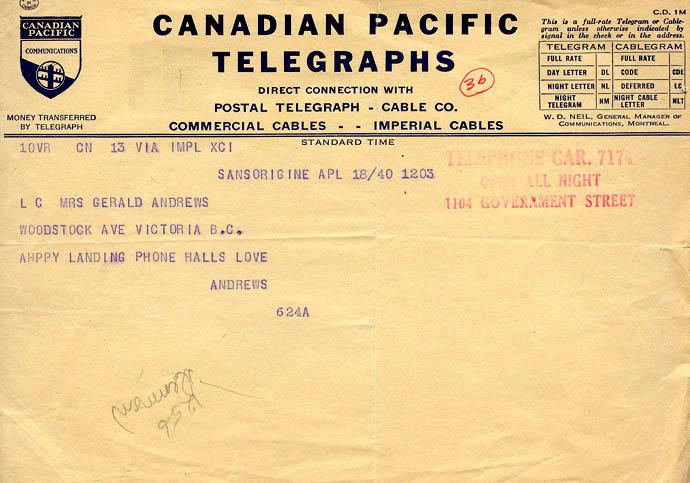 CANADIAN PACIFIC
COMMUNICATIONS
MONEY TRANSFERRED
BY TELEGRAPH
CANADIAN PACIFIC
TELEGRAPHS
DIRECT CONNECTION WITH
POSTAL TELEGRAPH - CABLE CO.
COMMERCIAL CABLES - - IMPERIAL CABLES
STANDARD TIME
36
C.D. 1M
This is a full-rate Telegram or Cable-
gram unless otherwise indicated by
signal in the check or in the address.
TELEGRAM CABLEGRAM
FULL RATE FULL RATE
DAY LETTER DL CODE CDE
NIGHT LETTER NL DEFERRED LC
NIGHT TELEGRAM NM NIGHT CABLE LETTER NLT
W. D. NEIL, General Manager of
Communications, Montreal.
10VR CN 13 VIA IMPL XCI
TELEPHONE GAR. 7174
OPEN ALL NIGHT
1104 GOVERNMENT STREET
SANSORIGINE APL 18/40 1203
L C MRS GERALD ANDREWS
WOODSTOCK AVE VICTORIA B.C.
AHPPY LANDING PHONE HALLS LOVE
ANDREWS
624A